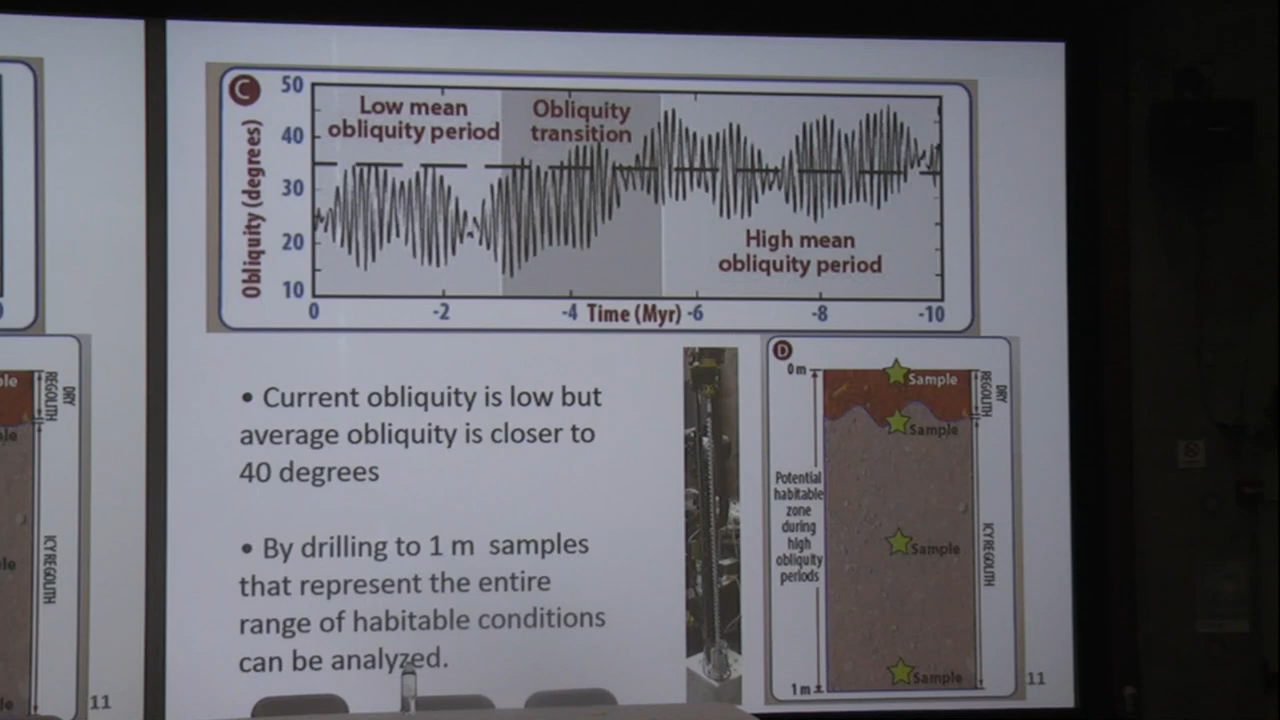 C
Obliquity (degrees)
50
40
30
20
10
Low mean
obliquity period
Obliquity
transition
High mean
obliquity period
0
-2
-4
Time (Myr)
-6
-8
-10
• Current obliquity is low but
average obliquity is closer to
40 degrees
• By drilling to 1 m samples
that represent the entire
range of habitable conditions
can be analyzed.
D
0 m
Sample
DRY
REGOLITH
Sample
Potential
habitable
zone
during
high
obliquity
periods
Sample
ICY REGOLITH
Sample
1 m
11
ple
DRY
REGOLITH
ple
ICY REGOLITH
le
le
11